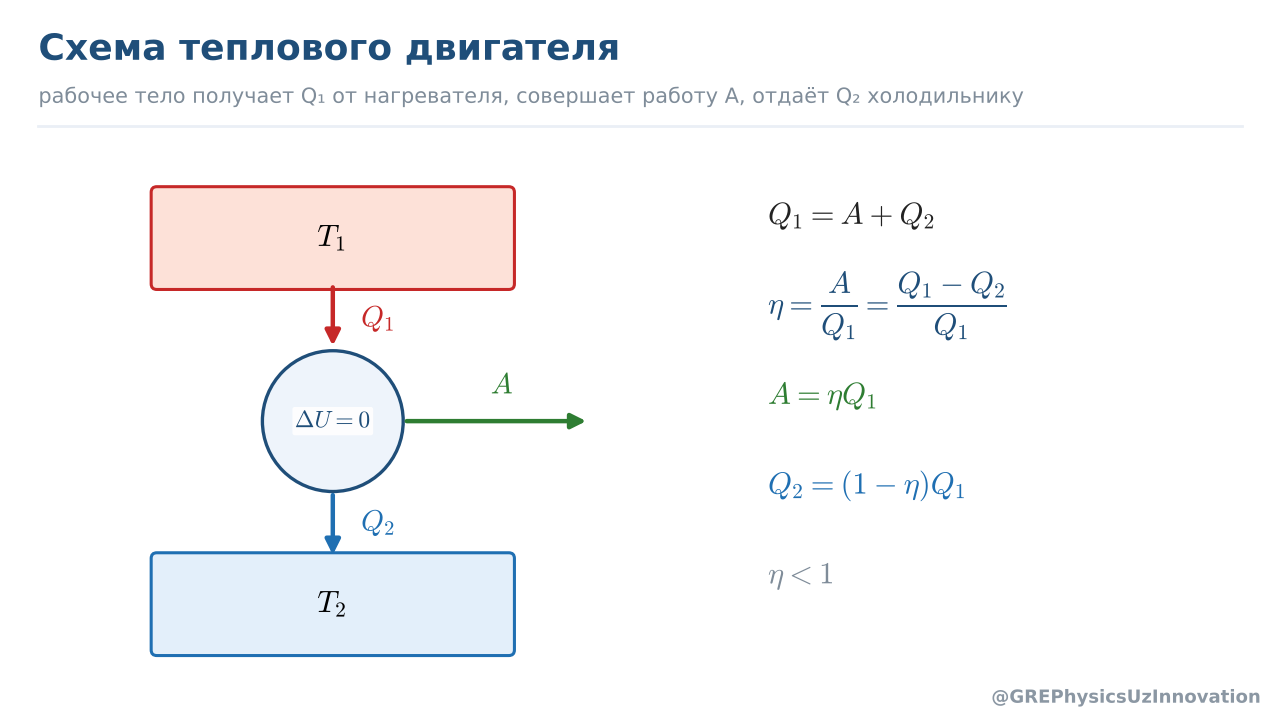 Схема теплового двигателя
рабочее тело получает Q₁ от нагревателя, совершает работу A, отдаёт Q₂ холодильнику
T₁
Q₁
A
ΔU = 0
Q₂
T₂
Q₁ = A + Q₂
η = A/Q₁ = (Q₁ − Q₂)/Q₁
A = ηQ₁
Q₂ = (1 − η)Q₁
η < 1
@GREPhysicsUzInnovation